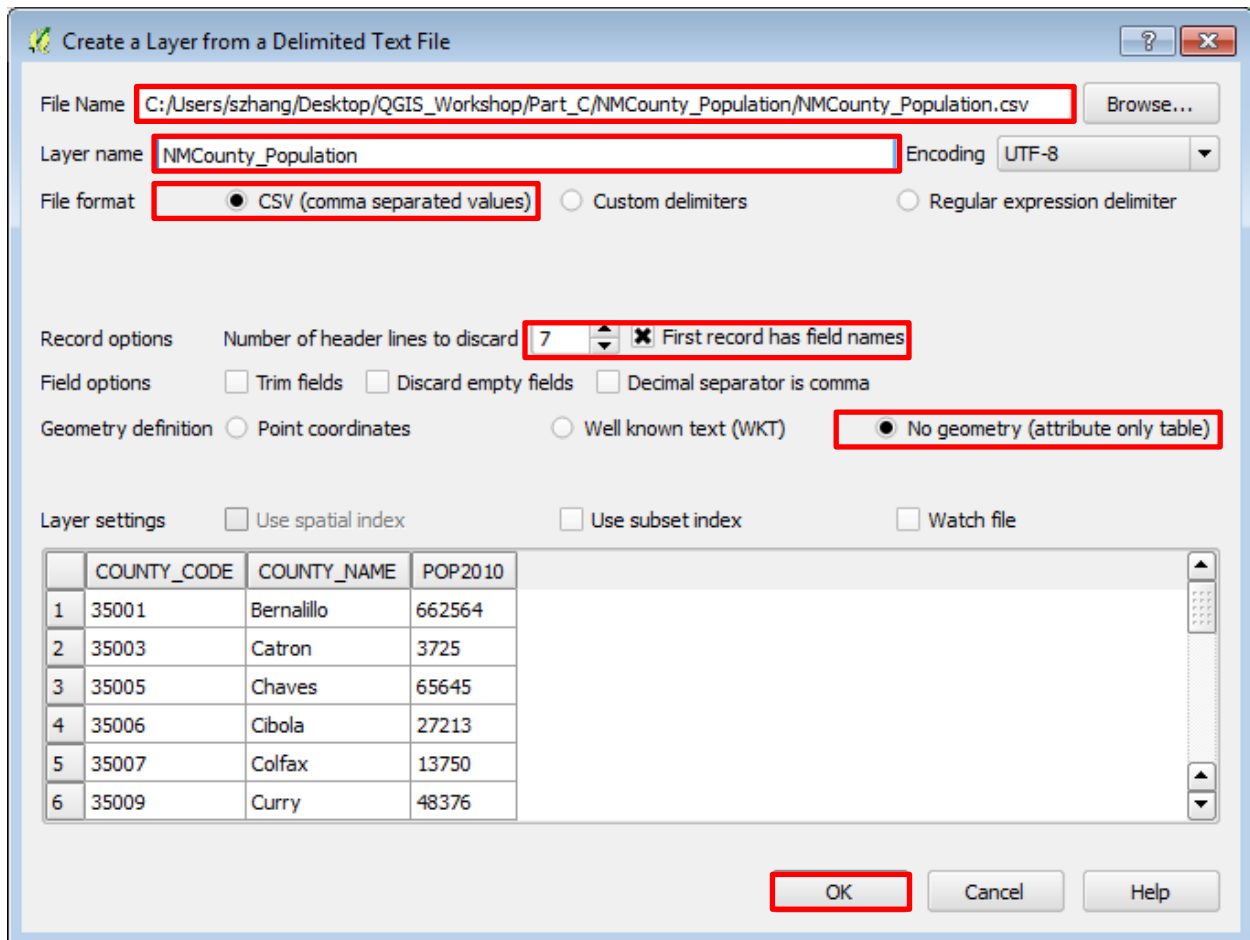 Create a Layer from a Delimited Text File
File Name C:/Users/szhang/Desktop/QGIS_Workshop/Part_C/NMCounty_Population/NMCounty_Population.csv Browse...
Layer name NMCounty_Population Encoding UTF-8
File format CSV (comma separated values) Custom delimiters Regular expression delimiter
Record options Number of header lines to discard 7 First record has field names
Field options Trim fields Discard empty fields Decimal separator is comma
Geometry definition Point coordinates Well known text (WKT) No geometry (attribute only table)
Layer settings Use spatial index Use subset index Watch file
COUNTY_CODE COUNTY_NAME POP2010
1 35001 Bernalillo 662564
2 35003 Catron 3725
3 35005 Chaves 65645
4 35006 Cibola 27213
5 35007 Colfax 13750
6 35009 Curry 48376
OK Cancel Help